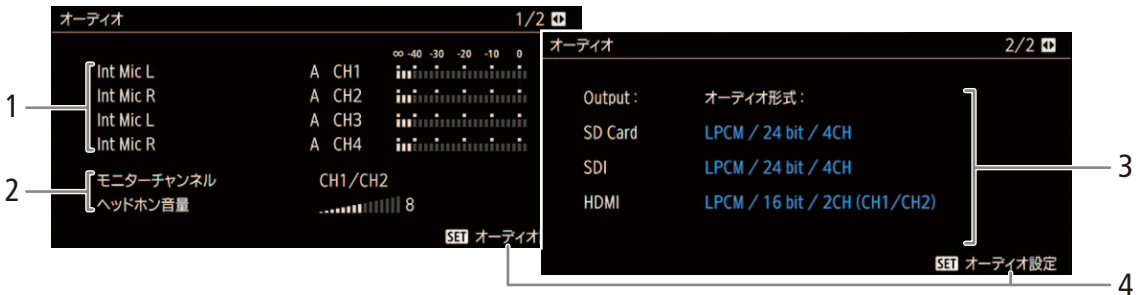 オーディオ 1/2
∞ -40 -30 -20 -10 0
Int Mic L A CH1
Int Mic R A CH2
Int Mic L A CH3
Int Mic R A CH4
モニターチャンネル CH1/CH2
ヘッドホン音量 8
SET オーディオ
1
2
オーディオ 2/2
Output : オーディオ形式 :
SD Card LPCM / 24 bit / 4CH
SDI LPCM / 24 bit / 4CH
HDMI LPCM / 16 bit / 2CH (CH1/CH2)
SET オーディオ設定
3
4